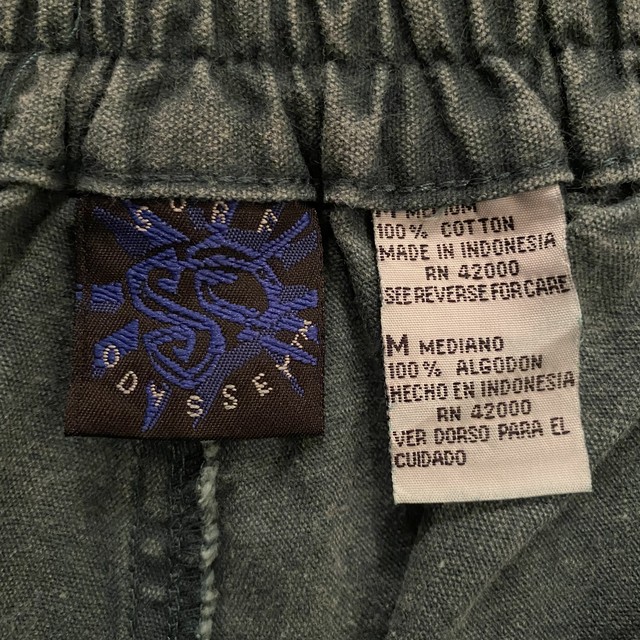 SURF
ODYSSEY
M MEDIUM
100% COTTON
MADE IN INDONESIA
RN 42000
SEE REVERSE FOR CARE
M MEDIANO
100% ALGODON
HECHO EN INDONESIA
RN 42000
VER DORSO PARA EL
CUIDADO